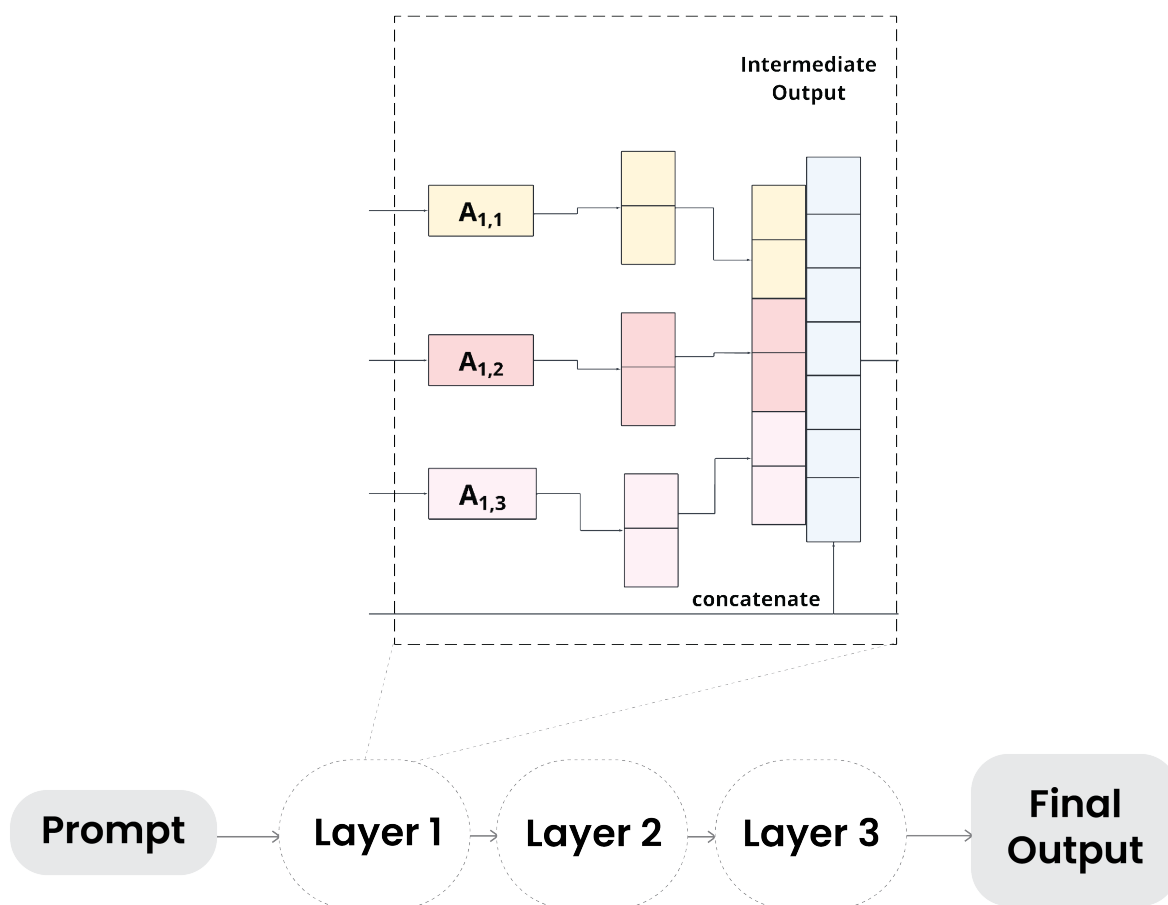 Intermediate
Output
A1,1
A1,2
A1,3
concatenate
Prompt
Layer 1
Layer 2
Layer 3
Final
Output